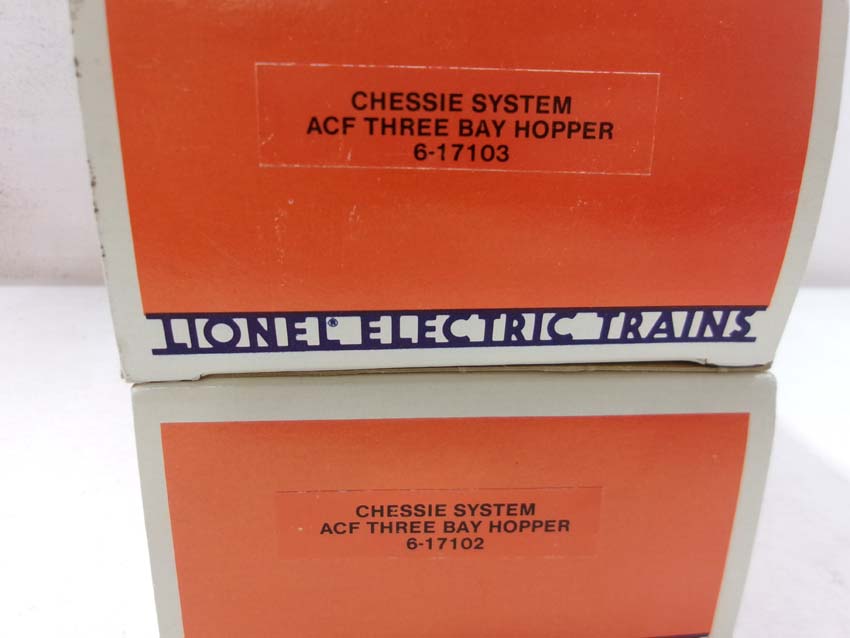 CHESSIE SYSTEM
ACF THREE BAY HOPPER
6-17103
LIONEL® ELECTRIC TRAINS
CHESSIE SYSTEM
ACF THREE BAY HOPPER
6-17102